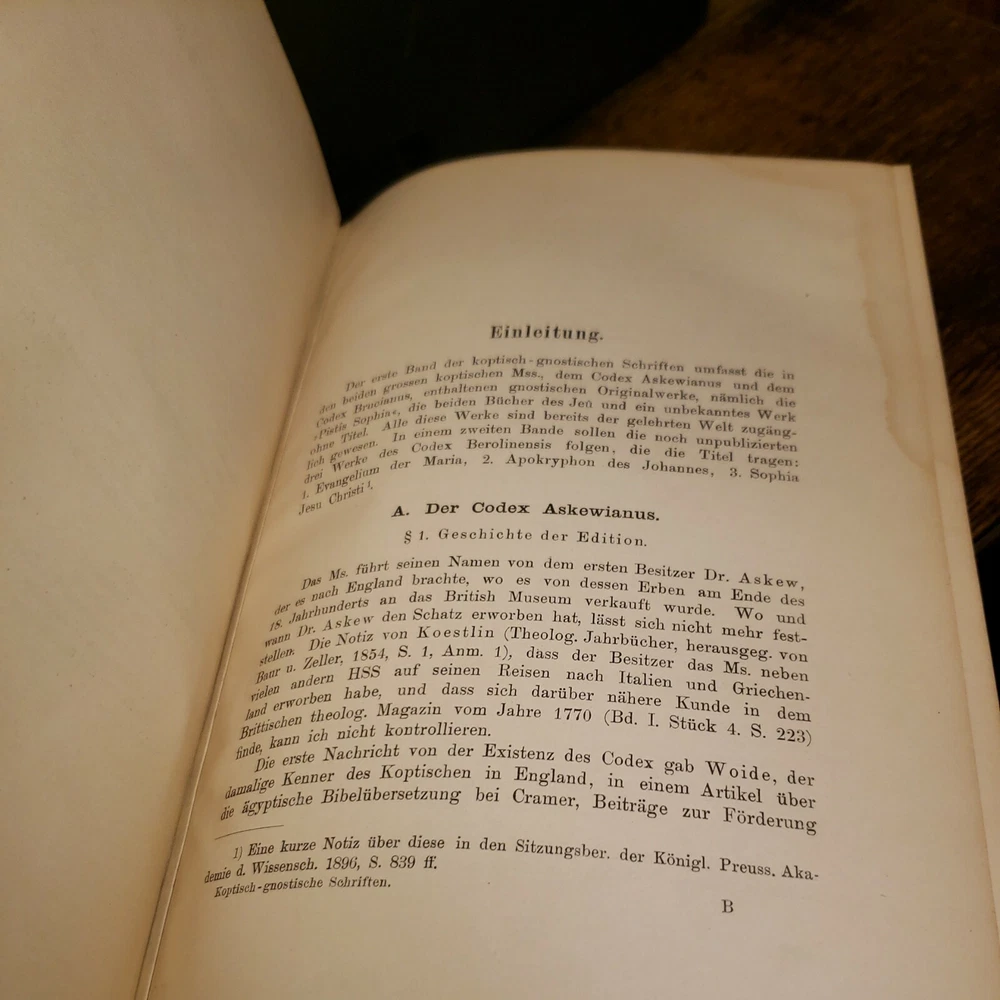 Einleitung.
Der erste Band der koptisch-gnostischen Schriften umfasst die in
den beiden grossen koptischen Mss., dem Codex Askewianus und dem
Codex Brucianus, enthaltenen gnostischen Originalwerke, nämlich die
»Pistis Sophia«, die beiden Bücher des Jeû und ein unbekanntes Werk
ohne Titel. Alle diese Werke sind bereits der gelehrten Welt zugäng-
lich gewesen. In einem zweiten Bande sollen die noch unpublizierten
drei Werke des Codex Berolinensis folgen, die die Titel tragen:
1. Evangelium der Maria, 2. Apokryphon des Johannes, 3. Sophia
Jesu Christi¹.
A. Der Codex Askewianus.
§ 1. Geschichte der Edition.
Das Ms. führt seinen Namen von dem ersten Besitzer Dr. Askew,
der es nach England brachte, wo es von dessen Erben am Ende des
18. Jahrhunderts an das British Museum verkauft wurde. Wo und
wann Dr. Askew den Schatz erworben hat, lässt sich nicht mehr fest-
stellen. Die Notiz von Koestlin (Theolog. Jahrbücher, herausgeg. von
Baur u. Zeller, 1854, S. 1, Anm. 1), dass der Besitzer das Ms. neben
vielen andern HSS auf seinen Reisen nach Italien und Griechen-
land erworben habe, und dass sich darüber nähere Kunde in dem
Brittischen theolog. Magazin vom Jahre 1770 (Bd. I. Stück 4. S. 223)
finde, kann ich nicht kontrollieren.
Die erste Nachricht von der Existenz des Codex gab Woide, der
damalige Kenner des Koptischen in England, in einem Artikel über
die ägyptische Bibelübersetzung bei Cramer, Beiträge zur Förderung
1) Eine kurze Notiz über diese in den Sitzungsber. der Königl. Preuss. Aka-
demie d. Wissensch. 1896, S. 839 ff.
Koptisch-gnostische Schriften.
B